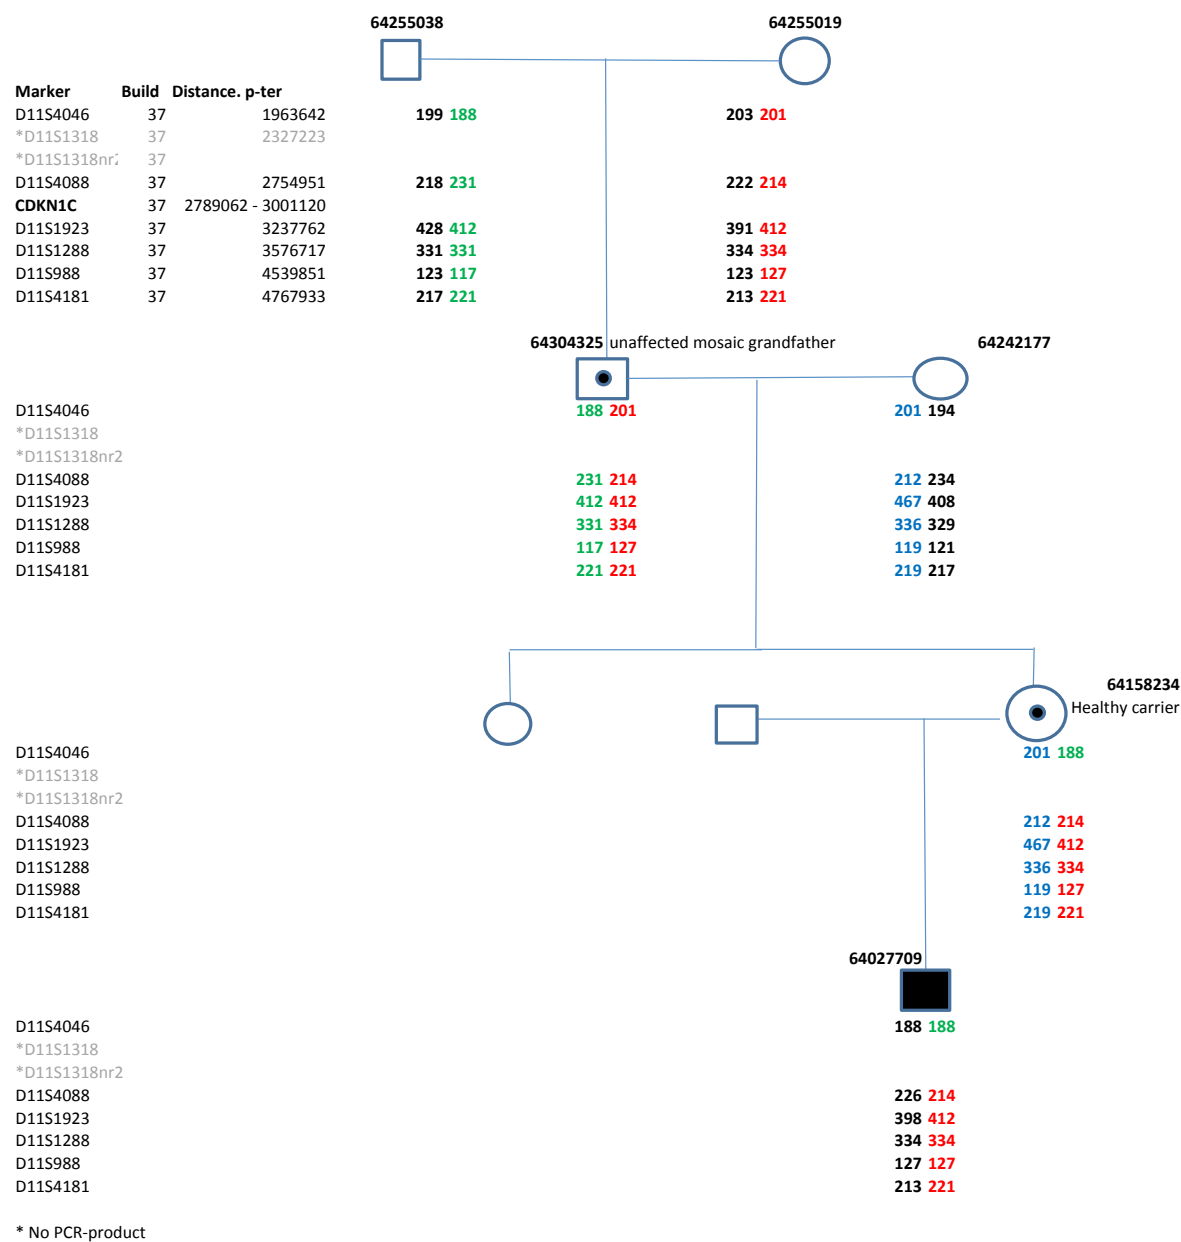 64255038 64255019
Marker Build Distance. p-ter
D11S4046 37 1963642 199 188 203 201
*D11S1318 37 2327223
*D11S1318nr2 37
D11S4088 37 2754951 218 231 222 214
CDKN1C 37 2789062 - 3001120
D11S1923 37 3237762 428 412 391 412
D11S1288 37 3576717 331 331 334 334
D11S988 37 4539851 123 117 123 127
D11S4181 37 4767933 217 221 213 221
64304325 unaffected mosaic grandfather 64242177
D11S4046 188 201 201 194
*D11S1318
*D11S1318nr2
D11S4088 231 214 212 234
D11S1923 412 412 467 408
D11S1288 331 334 336 329
D11S988 117 127 119 121
D11S4181 221 221 219 217
64158234
Healthy carrier
D11S4046 201 188
*D11S1318
*D11S1318nr2
D11S4088 212 214
D11S1923 467 412
D11S1288 336 334
D11S988 119 127
D11S4181 219 221
64027709
D11S4046 188 188
*D11S1318
*D11S1318nr2
D11S4088 226 214
D11S1923 398 412
D11S1288 334 334
D11S988 127 127
D11S4181 213 221
* No PCR-product